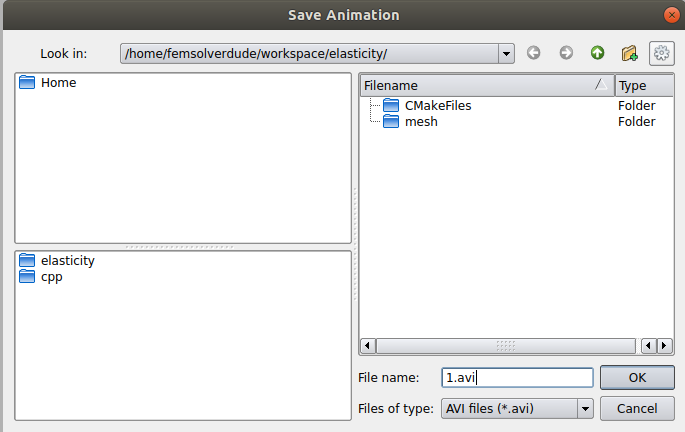 Save Animation
Look in: /home/femsolverdude/workspace/elasticity/
Home
Filename Type
CMakeFiles Folder
mesh Folder
elasticity
cpp
File name: 1.avi OK
Files of type: AVI files (*.avi) Cancel